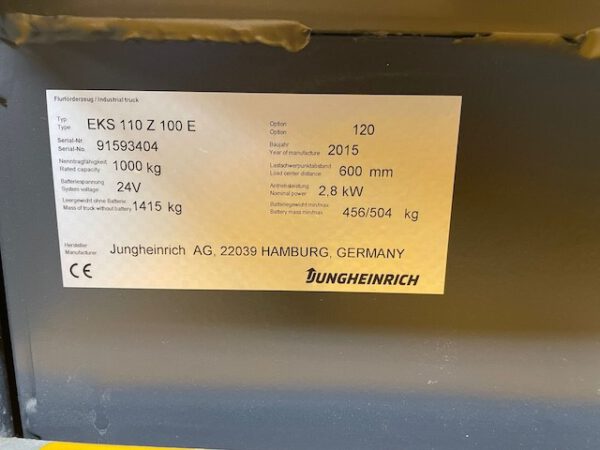 Flurförderzeug / Industrial truck
Typ
Type EKS 110 Z 100 E
Option
Option 120
Serial-Nr.
Serial-No. 91593404
Baujahr
Year of manufacture 2015
Nenntragfähigkeit
Rated capacity 1000 kg
Lastschwerpunktabstand
Load center distance 600 mm
Batteriespannung
System voltage 24V
Antriebsleistung
Nominal power 2,8 kW
Leergewicht ohne Batterie
Mass of truck without battery 1415 kg
Batteriegewicht min/max
Battery mass min/max 456/504 kg
Hersteller
Manufacturer Jungheinrich AG, 22039 HAMBURG, GERMANY
CE
JUNGHEINRICH